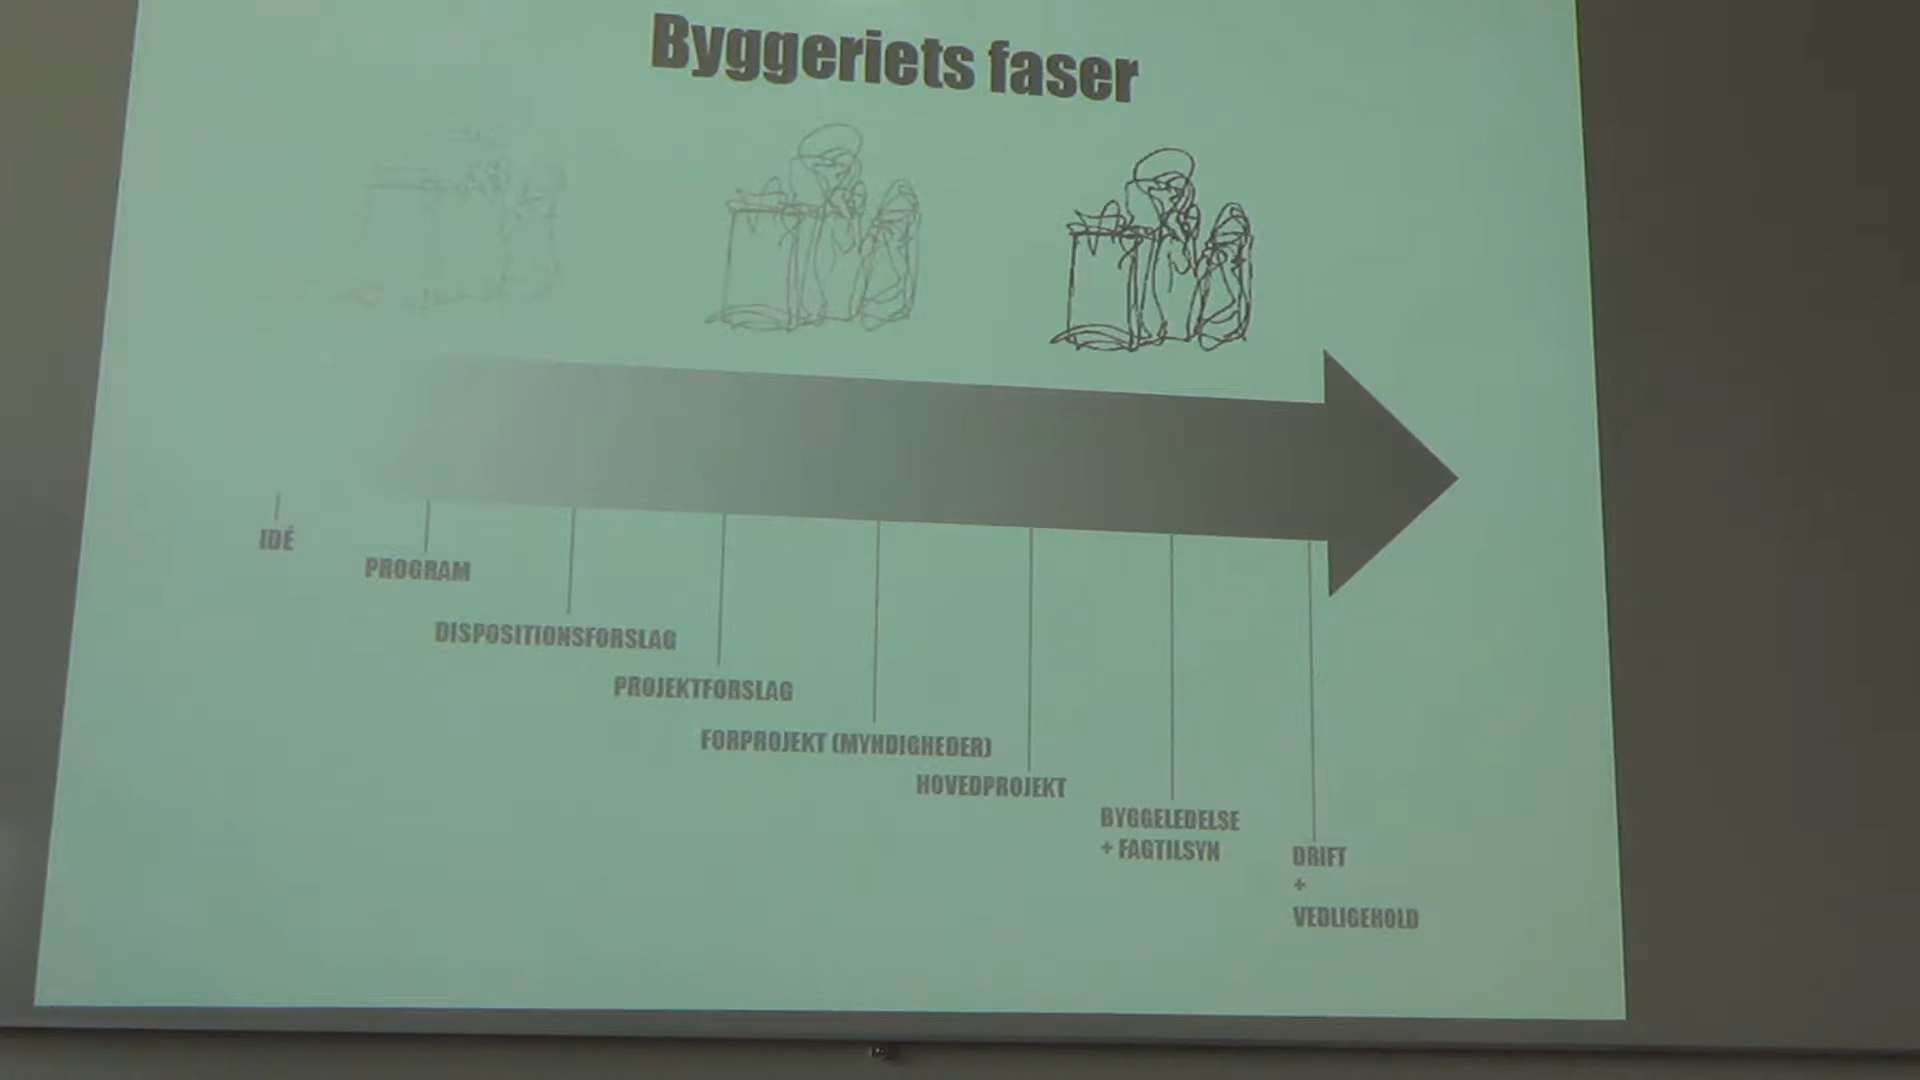 Byggeriets faser
IDÉ
PROGRAM
DISPOSITIONSFORSLAG
PROJEKTFORSLAG
FORPROJEKT (MYNDIGHEDER)
HOVEDPROJEKT
BYGGELEDELSE
+ FAGTILSYN
DRIFT
+
VEDLIGEHOLD